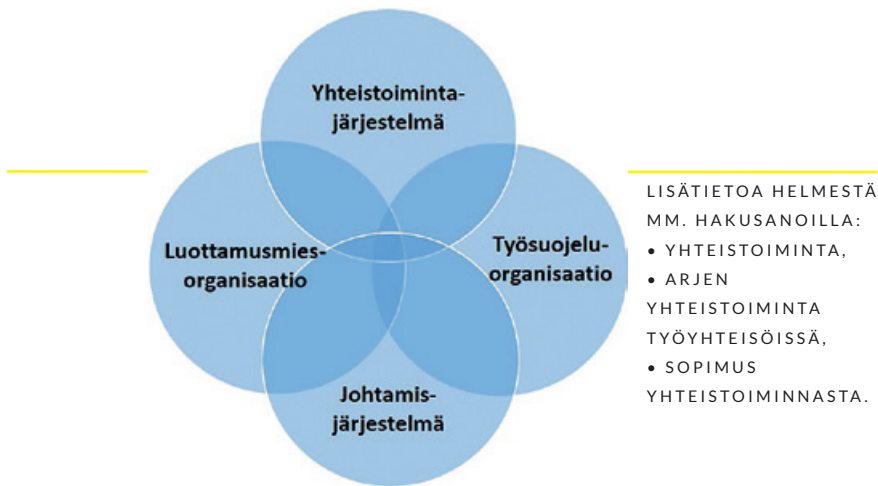 Yhteistoiminta-
järjestelmä
Luottamusmies-
organisaatio
Työsuojelu-
organisaatio
Johtamis-
järjestelmä
LISÄTIETOA HELMESTÄ
MM. HAKUSANOILLA:
• YHTEISTOIMINTA,
• ARJEN
YHTEISTOIMINTA
TYÖYHTEISÖISSÄ,
• SOPIMUS
YHTEISTOIMINNASTA.